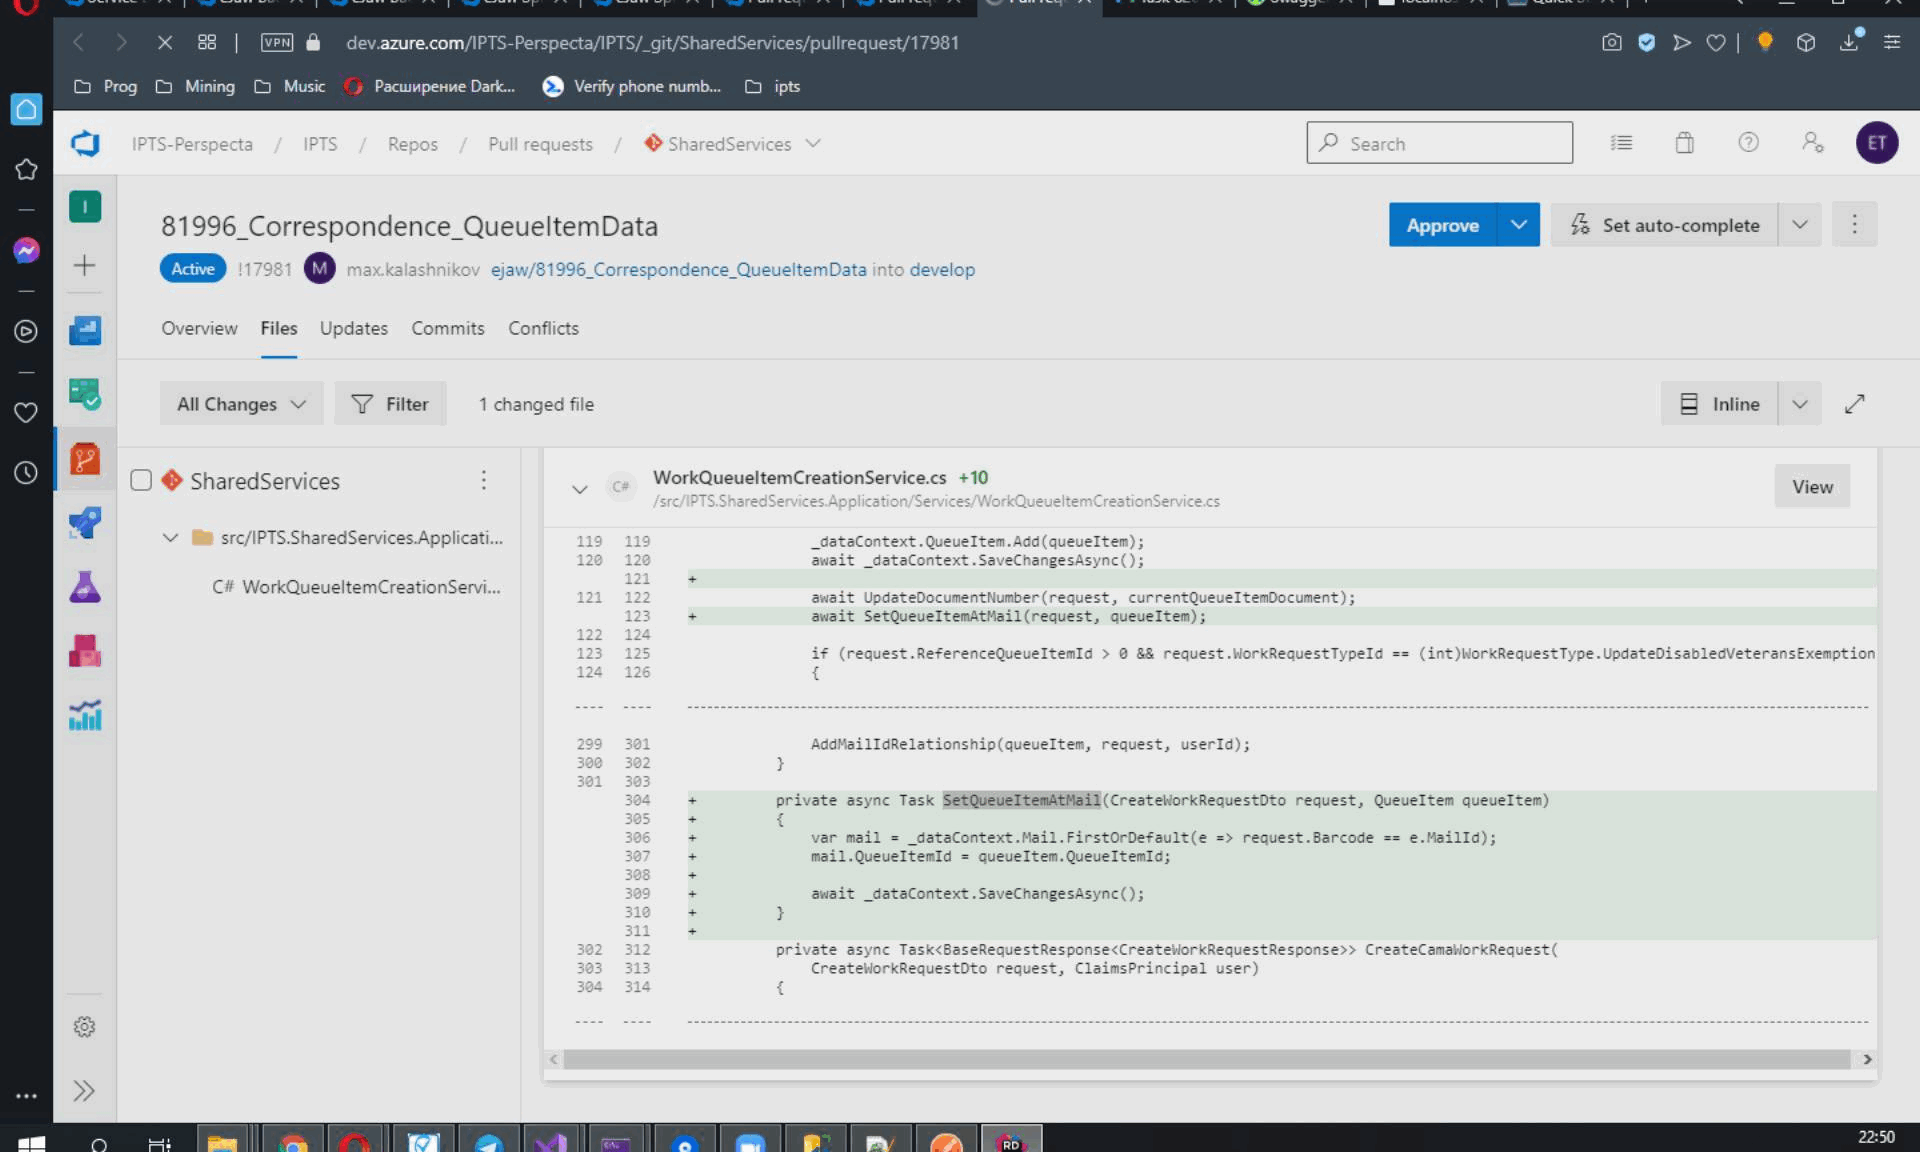 VPN
dev.azure.com/IPTS-Perspecta/IPTS/_git/SharedServices/pullrequest/17981
Prog
Mining
Music
Расширение Dark...
Verify phone numb...
ipts
IPTS-Perspecta / IPTS / Repos / Pull requests / SharedServices
Search
ET
I
81996_Correspondence_QueueItemData
Approve
Set auto-complete
Active !17981 M max.kalashnikov ejaw/81996_Correspondence_QueueItemData into develop
Overview Files Updates Commits Conflicts
All Changes
Filter
1 changed file
Inline
SharedServices
src/IPTS.SharedServices.Applicati...
C# WorkQueueItemCreationServi...
C#
WorkQueueItemCreationService.cs +10
/src/IPTS.SharedServices.Application/Services/WorkQueueItemCreationService.cs
View
119 119 _dataContext.QueueItem.Add(queueItem);
120 120 await _dataContext.SaveChangesAsync();
121 +
121 122 await UpdateDocumentNumber(request, currentQueueItemDocument);
123 + await SetQueueItemAtMail(request, queueItem);
122 124
123 125 if (request.ReferenceQueueItemId > 0 && request.WorkRequestTypeId == (int)WorkRequestType.UpdateDisabledVeteransExemption
124 126 {
299 301 AddMailIdRelationship(queueItem, request, userId);
300 302 }
301 303
304 + private async Task SetQueueItemAtMail(CreateWorkRequestDto request, QueueItem queueItem)
305 + {
306 + var mail = _dataContext.Mail.FirstOrDefault(e => request.Barcode == e.MailId);
307 + mail.QueueItemId = queueItem.QueueItemId;
308 +
309 + await _dataContext.SaveChangesAsync();
310 + }
311 +
302 312 private async Task<BaseRequestResponse<CreateWorkRequestResponse>> CreateCamaWorkRequest(
303 313 CreateWorkRequestDto request, ClaimsPrincipal user)
304 314 {
RD
22:50